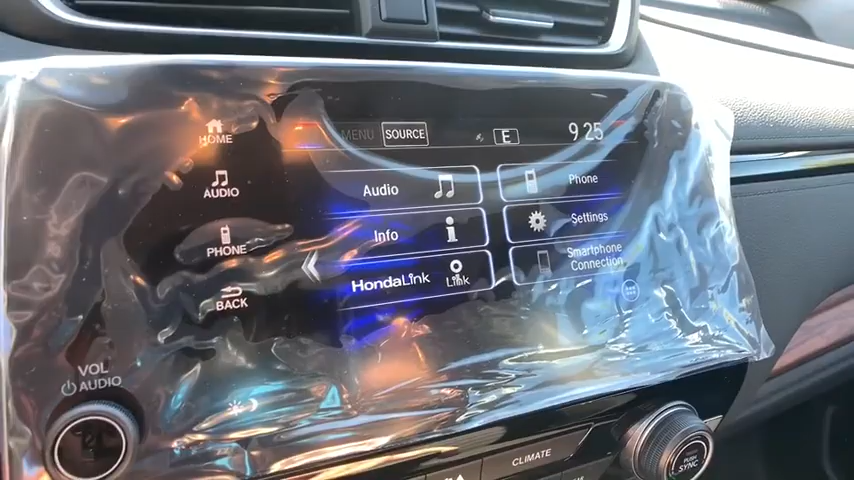 HOME
MENU
SOURCE
E
9:25
AUDIO
Audio
Phone
PHONE
Info
Settings
BACK
HondaLink
Link
Smartphone
Connection
VOL
AUDIO
CLIMATE
PUSH
SYNC